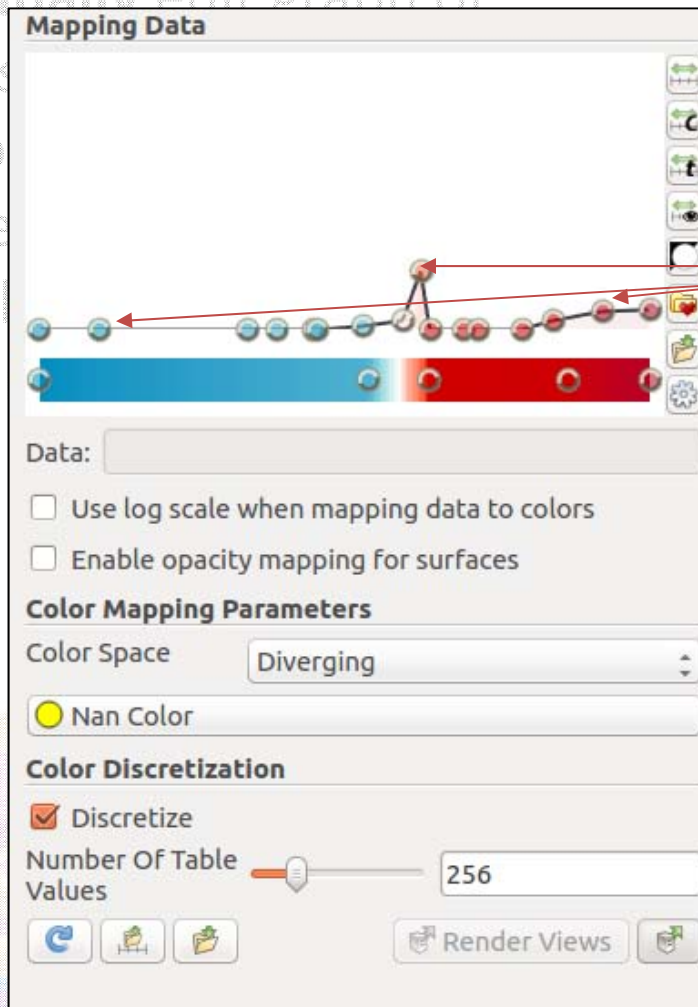 Mapping Data
Data:
Use log scale when mapping data to colors
Enable opacity mapping for surfaces
Color Mapping Parameters
Color Space
Diverging
Nan Color
Color Discretization
Discretize
Number Of Table
Values
256
Render Views